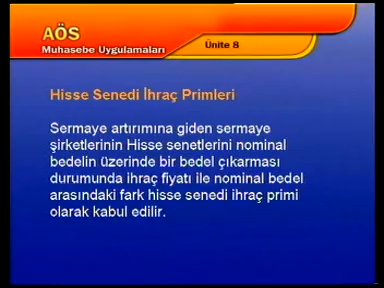 AÖS
Muhasebe Uygulamaları
Ünite 8
Hisse Senedi İhraç Primleri
Sermaye artırımına giden sermaye
şirketlerinin Hisse senetlerini nominal
bedelin üzerinde bir bedel çıkarması
durumunda ihraç fiyatı ile nominal bedel
arasındaki fark hisse senedi ihraç primi
olarak kabul edilir.